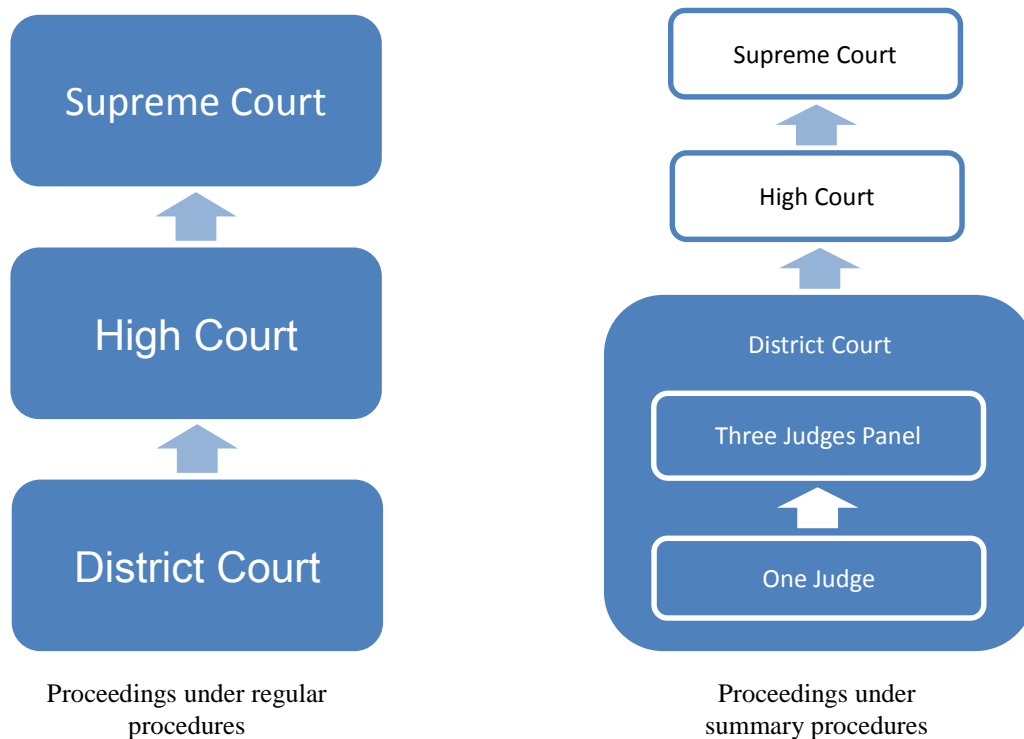 Supreme Court
High Court
District Court
Proceedings under regular
procedures
Supreme Court
High Court
District Court
Three Judges Panel
One Judge
Proceedings under
summary procedures